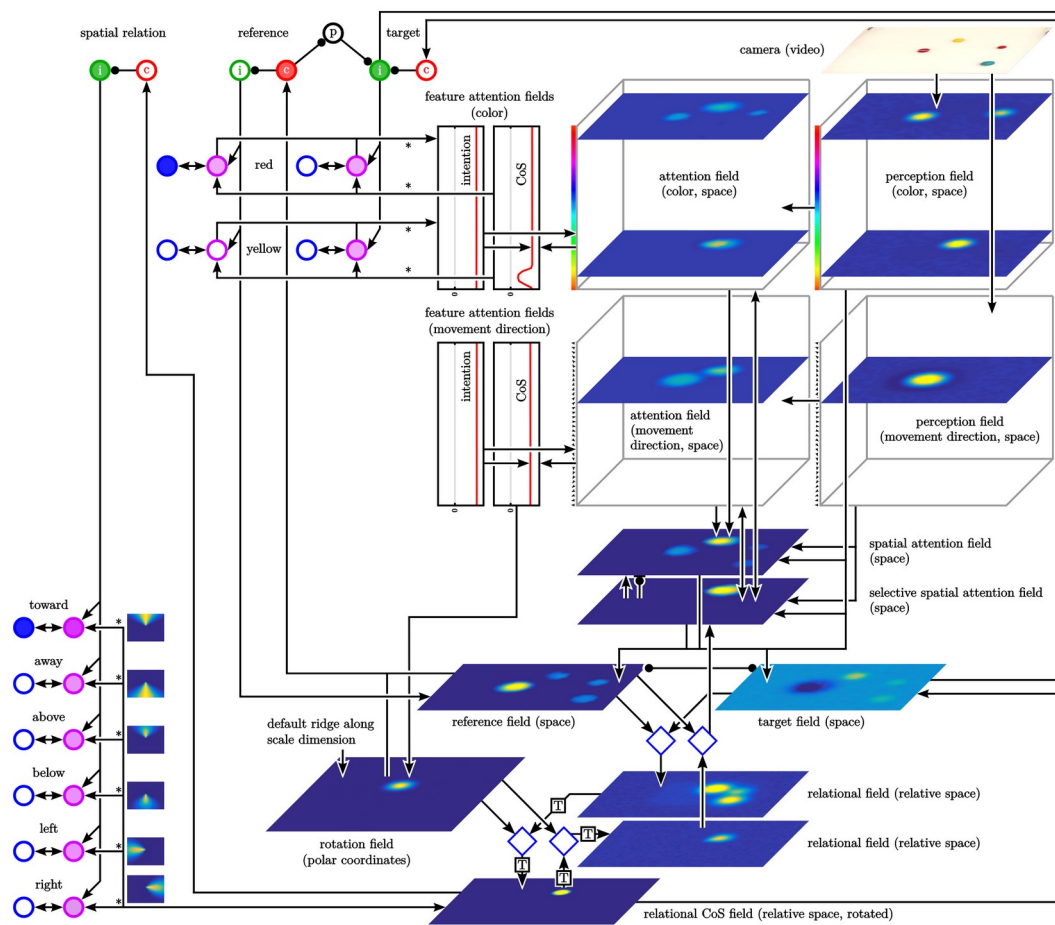 spatial relation
reference
target
p
i
c
i
c
i
c
camera (video)
feature attention fields
(color)
red
*
*
intention
CoS
attention field
(color, space)
perception field
(color, space)
yellow
*
*
0
0
feature attention fields
(movement direction)
intention
CoS
attention field
(movement
direction, space)
perception field
(movement direction, space)
0
0
spatial attention field
(space)
selective spatial attention field
(space)
toward
*
away
*
above
*
below
*
left
*
right
*
reference field (space)
target field (space)
default ridge along
scale dimension
rotation field
(polar coordinates)
T
T
T
T
relational field (relative space)
relational field (relative space)
relational CoS field (relative space, rotated)